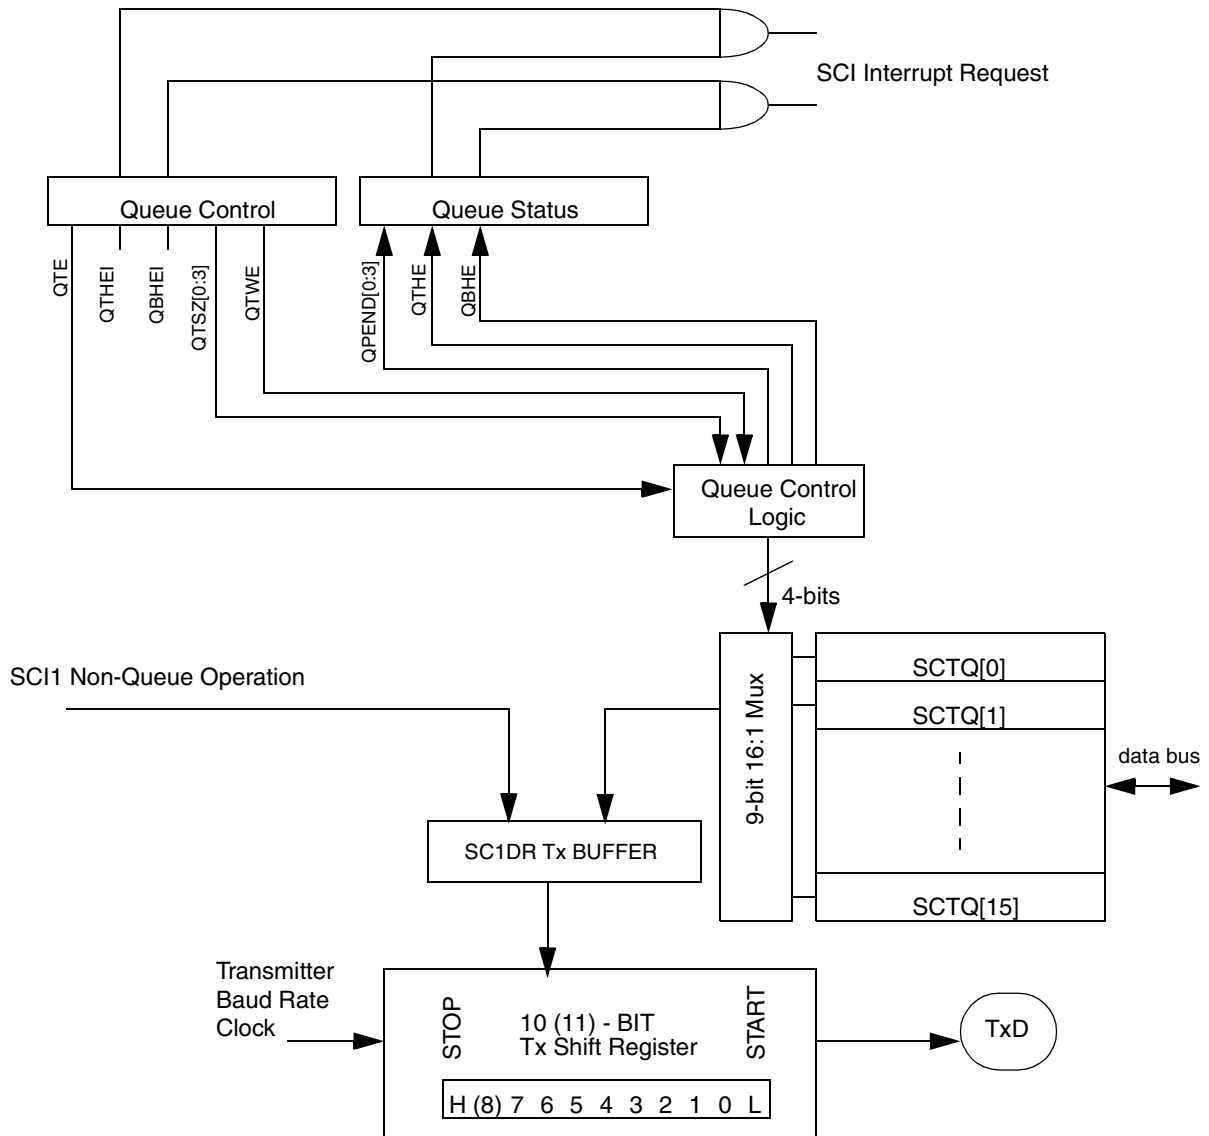 SCI Interrupt Request
Queue Control
Queue Status
QTE
QTHEI
QBHEI
QTSZ[0:3]
QTWE
QPEND[0:3]
QTHE
QBHE
Queue Control
Logic
4-bits
SCI1 Non-Queue Operation
9-bit 16:1 Mux
SCTQ[0]
SCTQ[1]
data bus
SC1DR Tx BUFFER
SCTQ[15]
Transmitter
Baud Rate
Clock
STOP
10 (11) - BIT
Tx Shift Register
START
TxD
H (8) 7 6 5 4 3 2 1 0 L